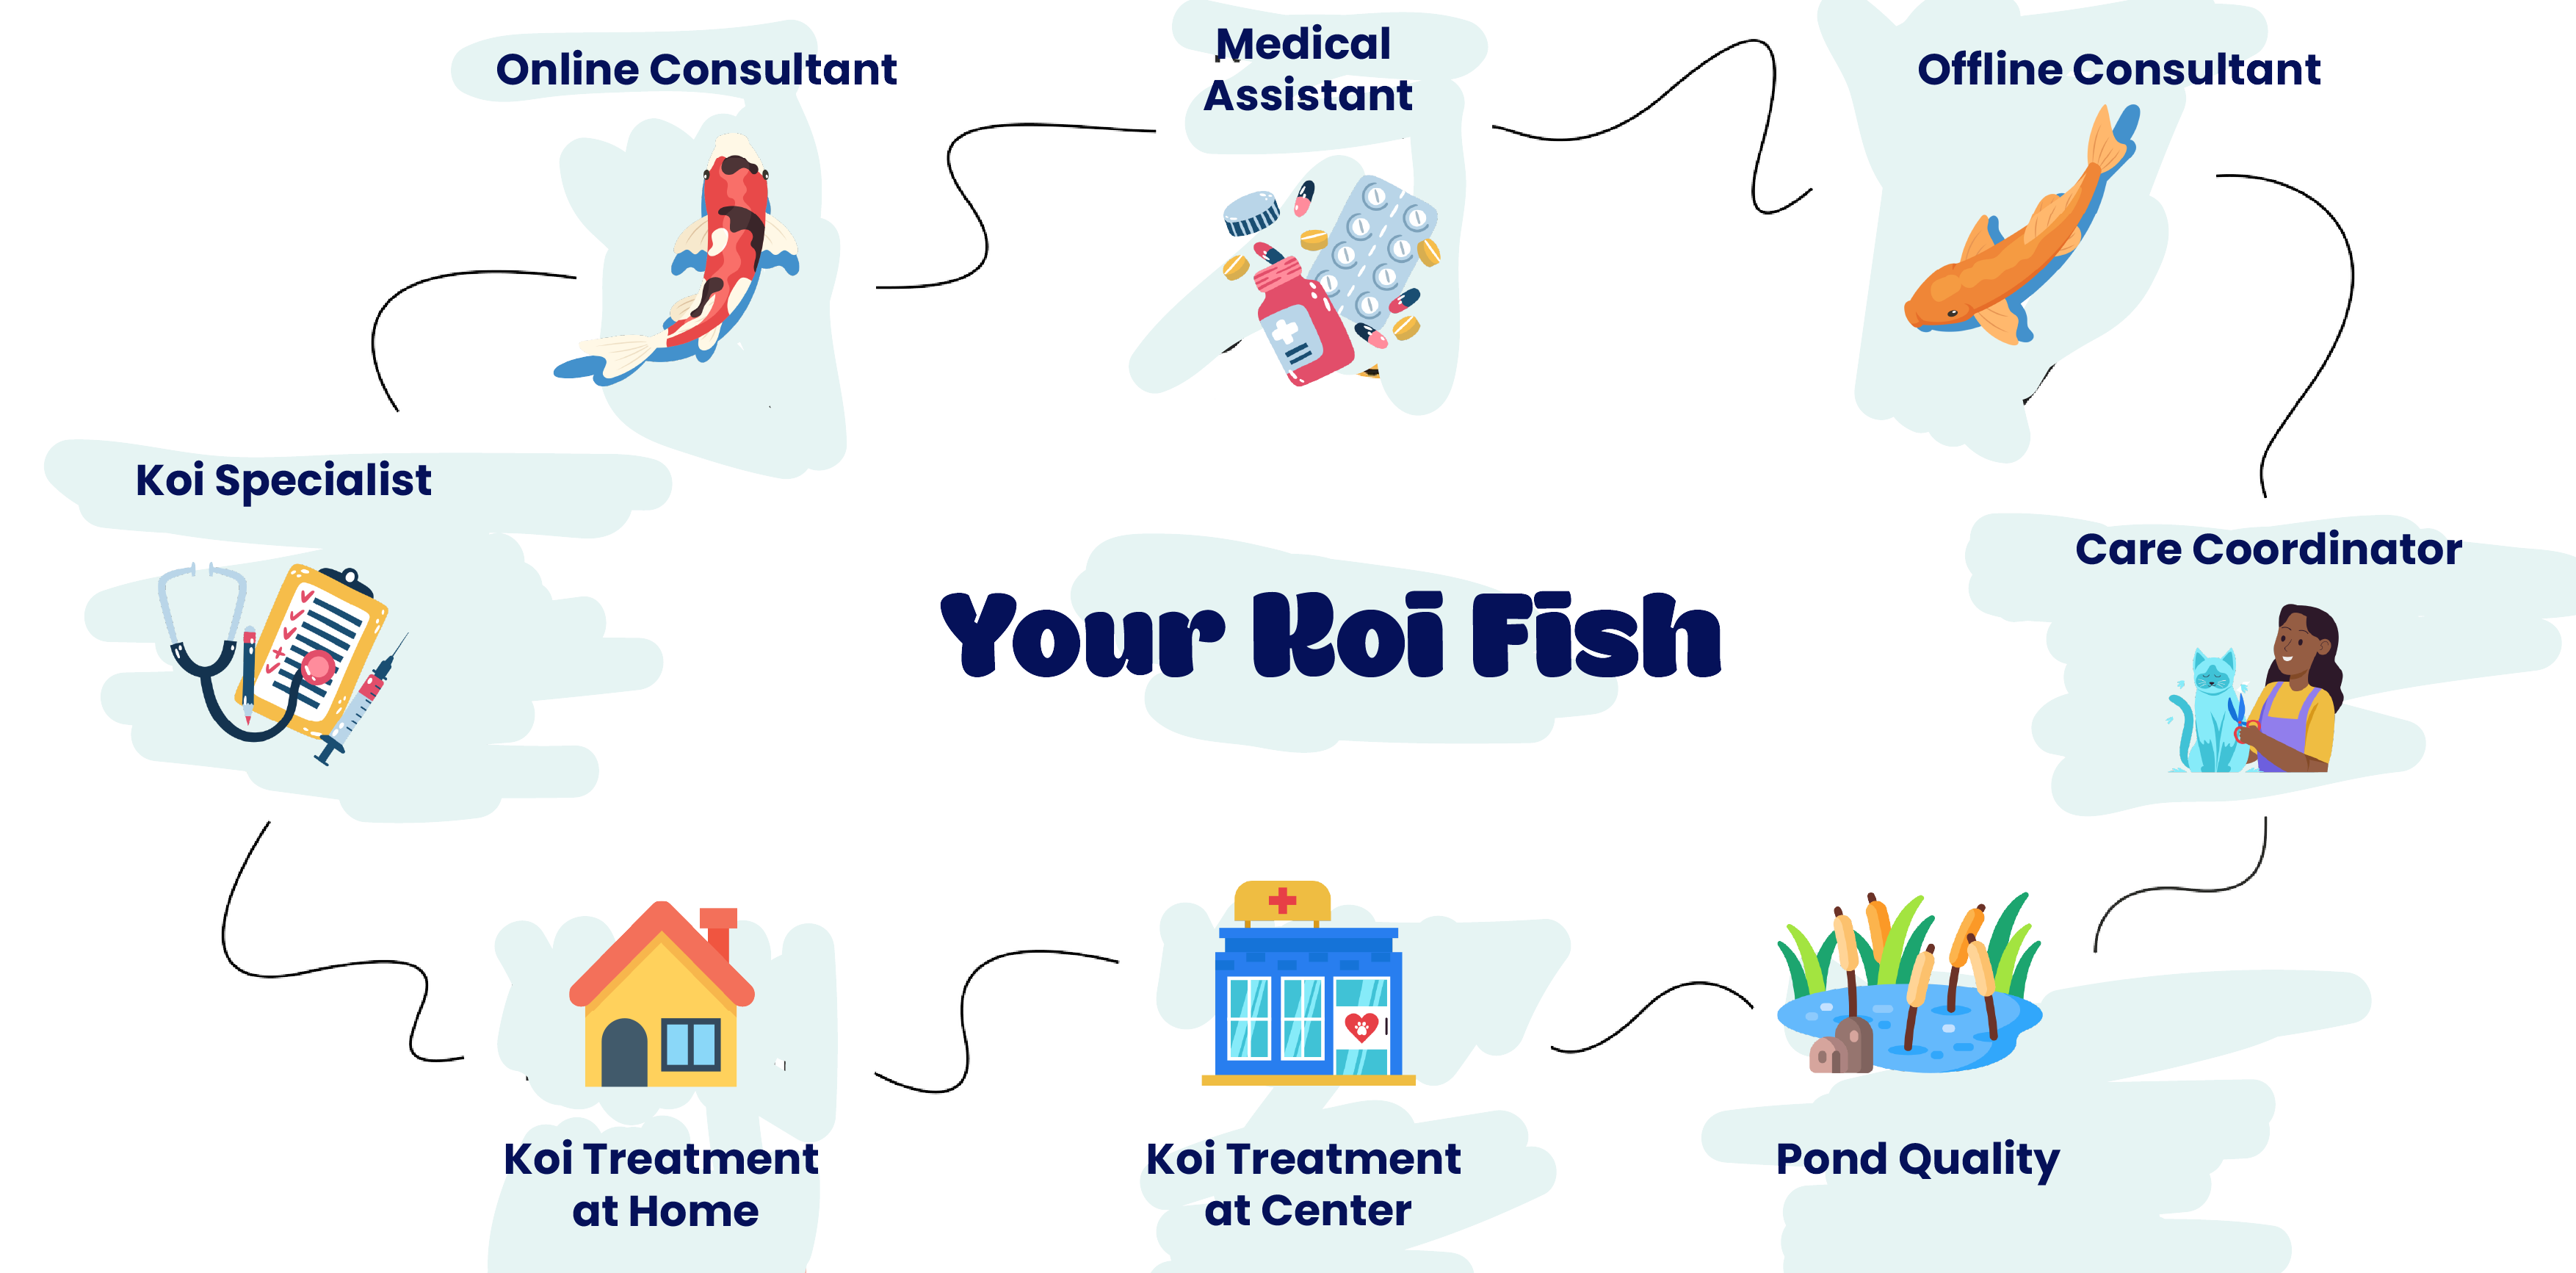 Online Consultant
Medical
Assistant
Offline Consultant
Koi Specialist
Care Coordinator
Your Koi Fish
Koi Treatment
at Home
Koi Treatment
at Center
Pond Quality